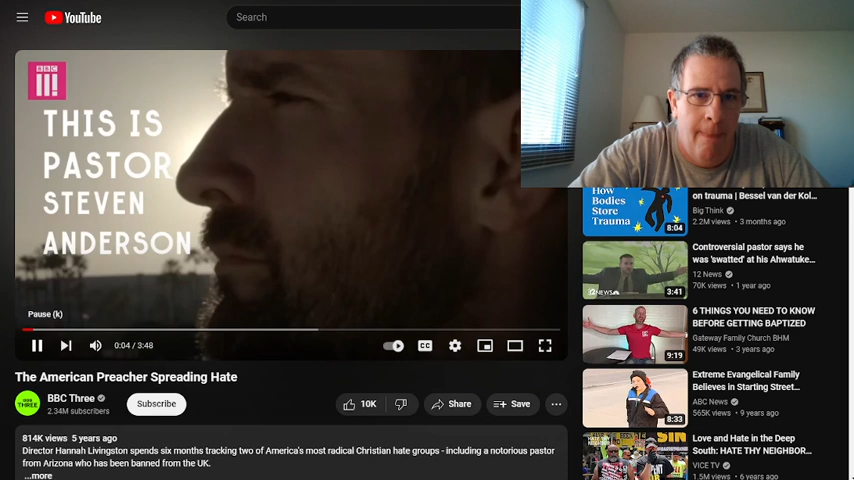 YouTube
Search
BBC
III!
THIS IS
PASTOR
STEVEN
ANDERSON
Pause (k)
0:04 / 3:48
CC
The American Preacher Spreading Hate
BBC Three
2.34M subscribers
Subscribe
10K
Share
Save
814K views 5 years ago
Director Hannah Livingston spends six months tracking two of America's most radical Christian hate groups - including a notorious pastor
from Arizona who has been banned from the UK.
...more
How
Bodies
Store
Trauma
8:04
on trauma | Bessel van der Kol...
Big Think
2.2M views • 3 months ago
12NEWS
3:41
Controversial pastor says he
was 'swatted' at his Ahwatuke...
12 News
70K views • 1 year ago
9:19
6 THINGS YOU NEED TO KNOW
BEFORE GETTING BAPTIZED
Gateway Family Church BHM
49K views • 3 years ago
8:33
Extreme Evangelical Family
Believes in Starting Street...
ABC News
565K views • 9 years ago
Love and Hate in the Deep
South: HATE THY NEIGHBOR...
VICE TV
1.5M views • 6 years ago